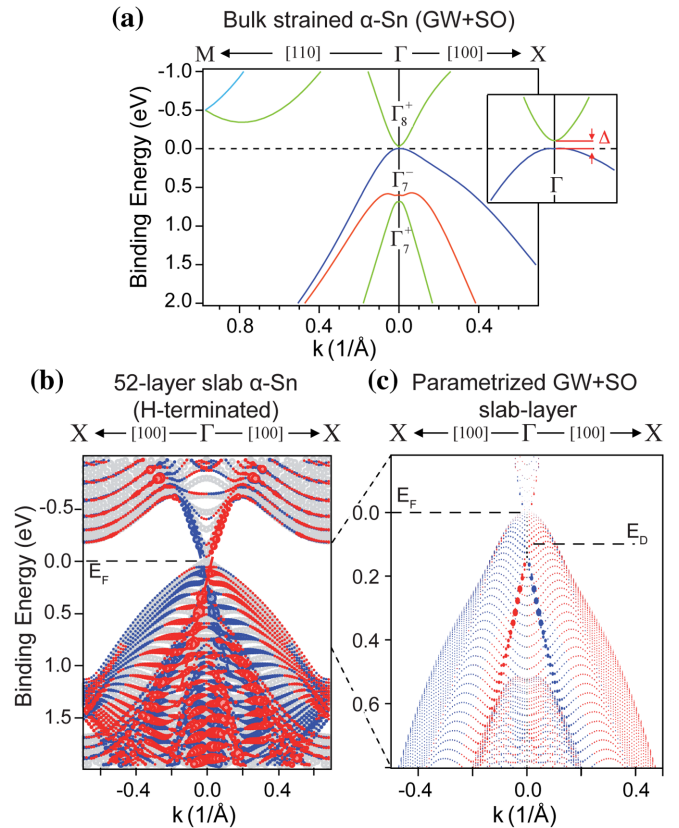 (a)
Bulk strained α-Sn (GW+SO)
M [110] Γ [100] X
-1.0
-0.5
0.0
0.5
1.0
1.5
2.0
Binding Energy (eV)
Γ₈⁺
Γ₇⁻
Γ₇⁺
Δ
Γ
0.8 0.4 0.0 0.4
k (1/Å)
(b)
52-layer slab α-Sn
(H-terminated)
X [100] Γ [100] X
-0.5
0.0
0.5
1.0
1.5
Binding Energy (eV)
E_F
-0.4 0.0 0.4
k (1/Å)
(c)
Parametrized GW+SO
slab-layer
X [100] Γ [100] X
0.0
0.2
0.4
0.6
E_F
E_D
-0.4 0.0 0.4
k (1/Å)